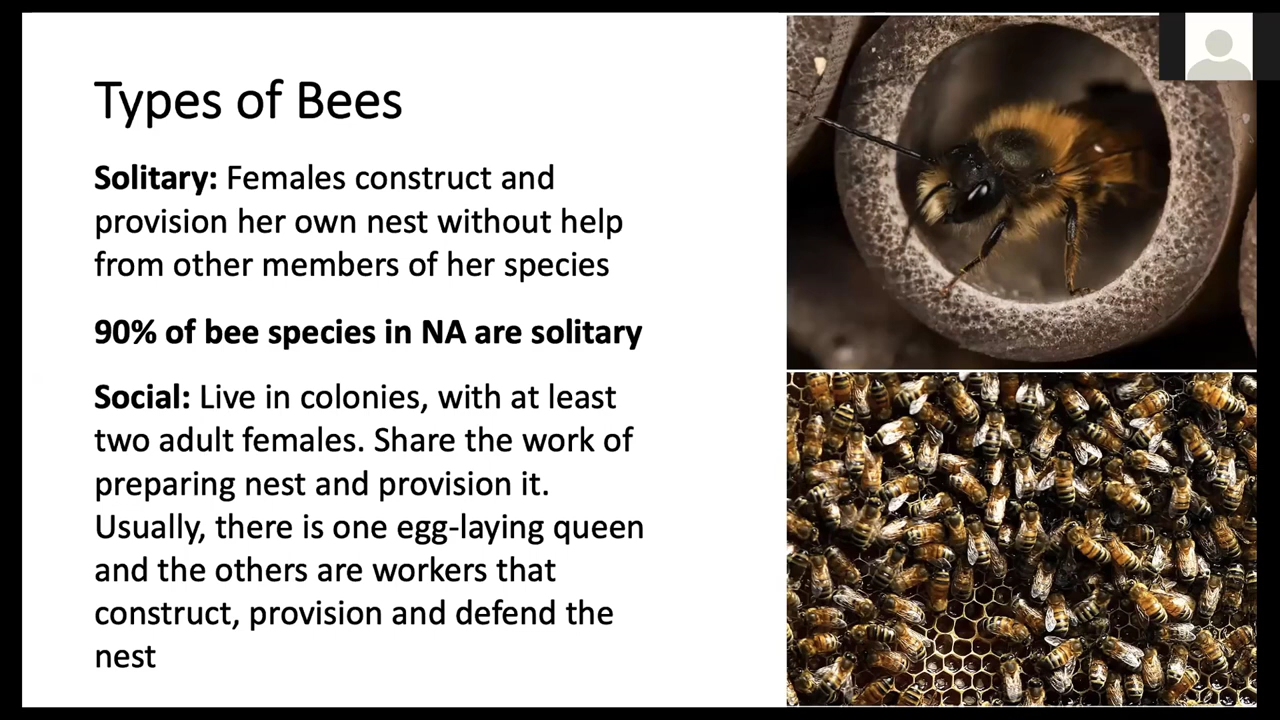 Types of Bees
Solitary: Females construct and
provision her own nest without help
from other members of her species
90% of bee species in NA are solitary
Social: Live in colonies, with at least
two adult females. Share the work of
preparing nest and provision it.
Usually, there is one egg-laying queen
and the others are workers that
construct, provision and defend the
nest